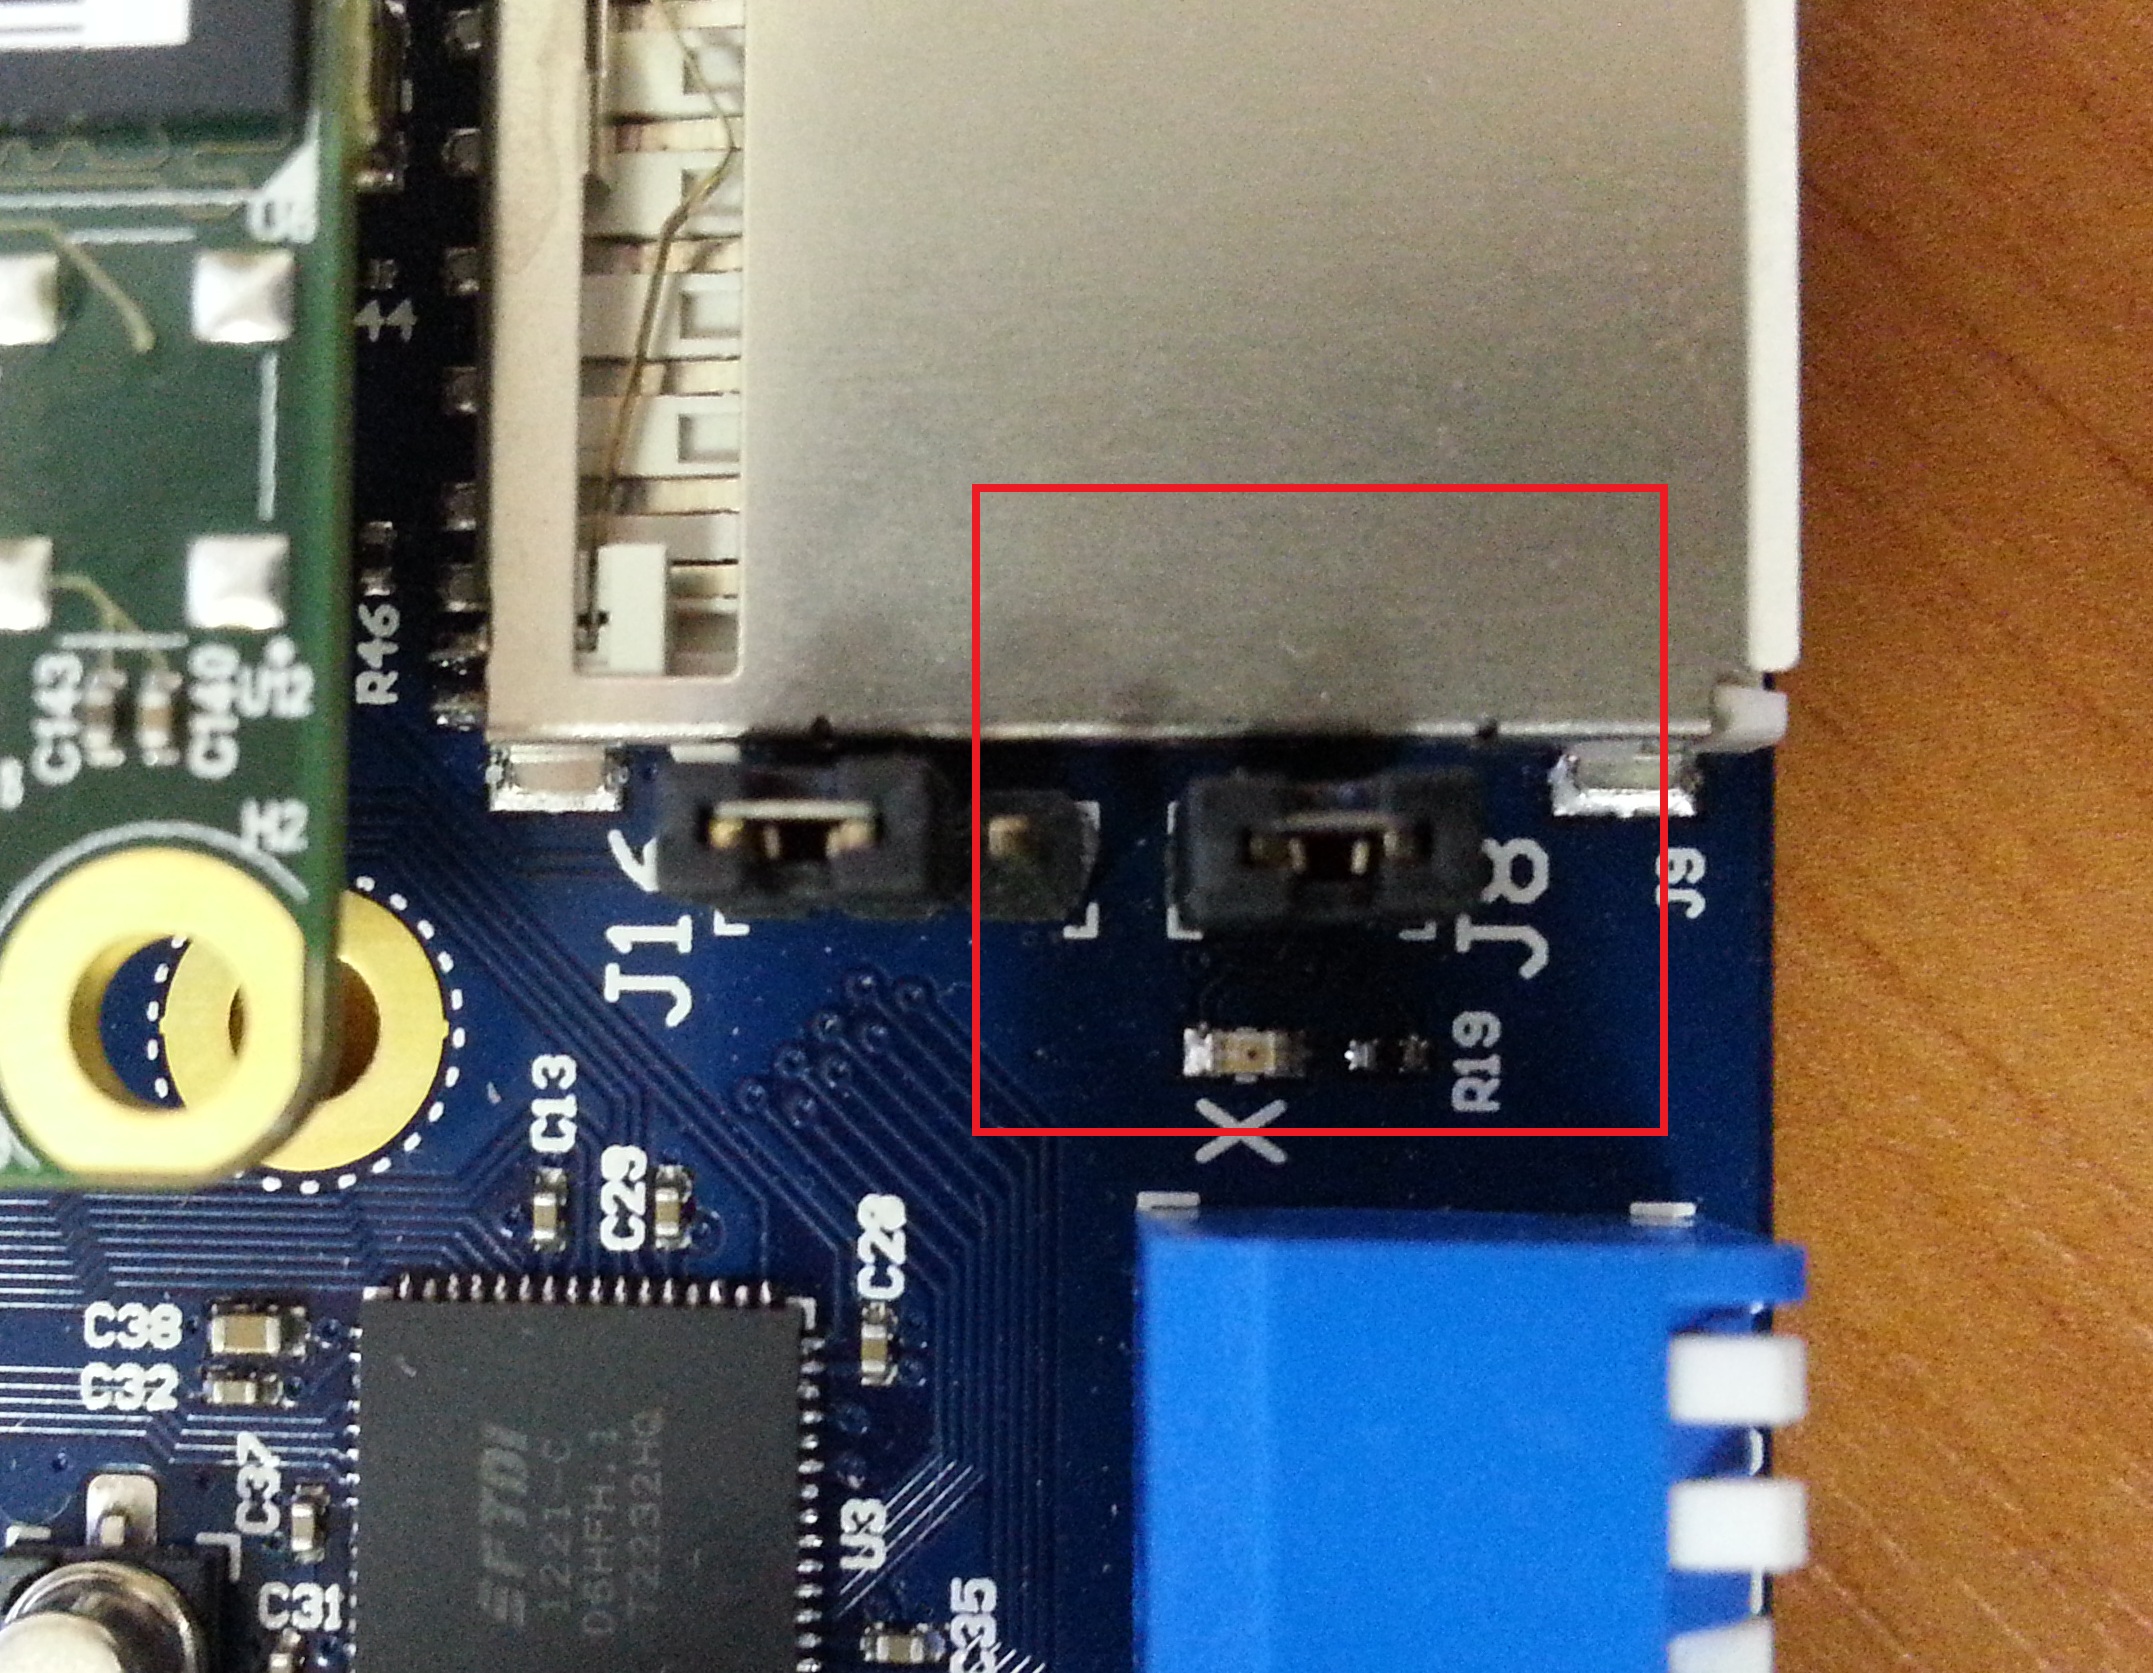 C143
C32
C38
C140
C37
C31
R46
FTDI
1221-C
06HFH.1
T2232HQ
C13
C29
J16
U3
C28
C35
X
R19
J8
J9